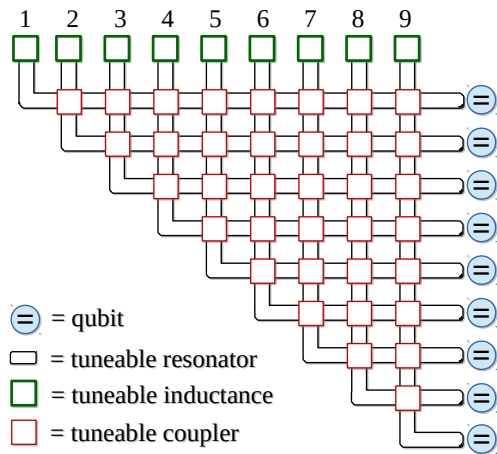 1 2 3 4 5 6 7 8 9
= qubit
= tuneable resonator
= tuneable inductance
= tuneable coupler